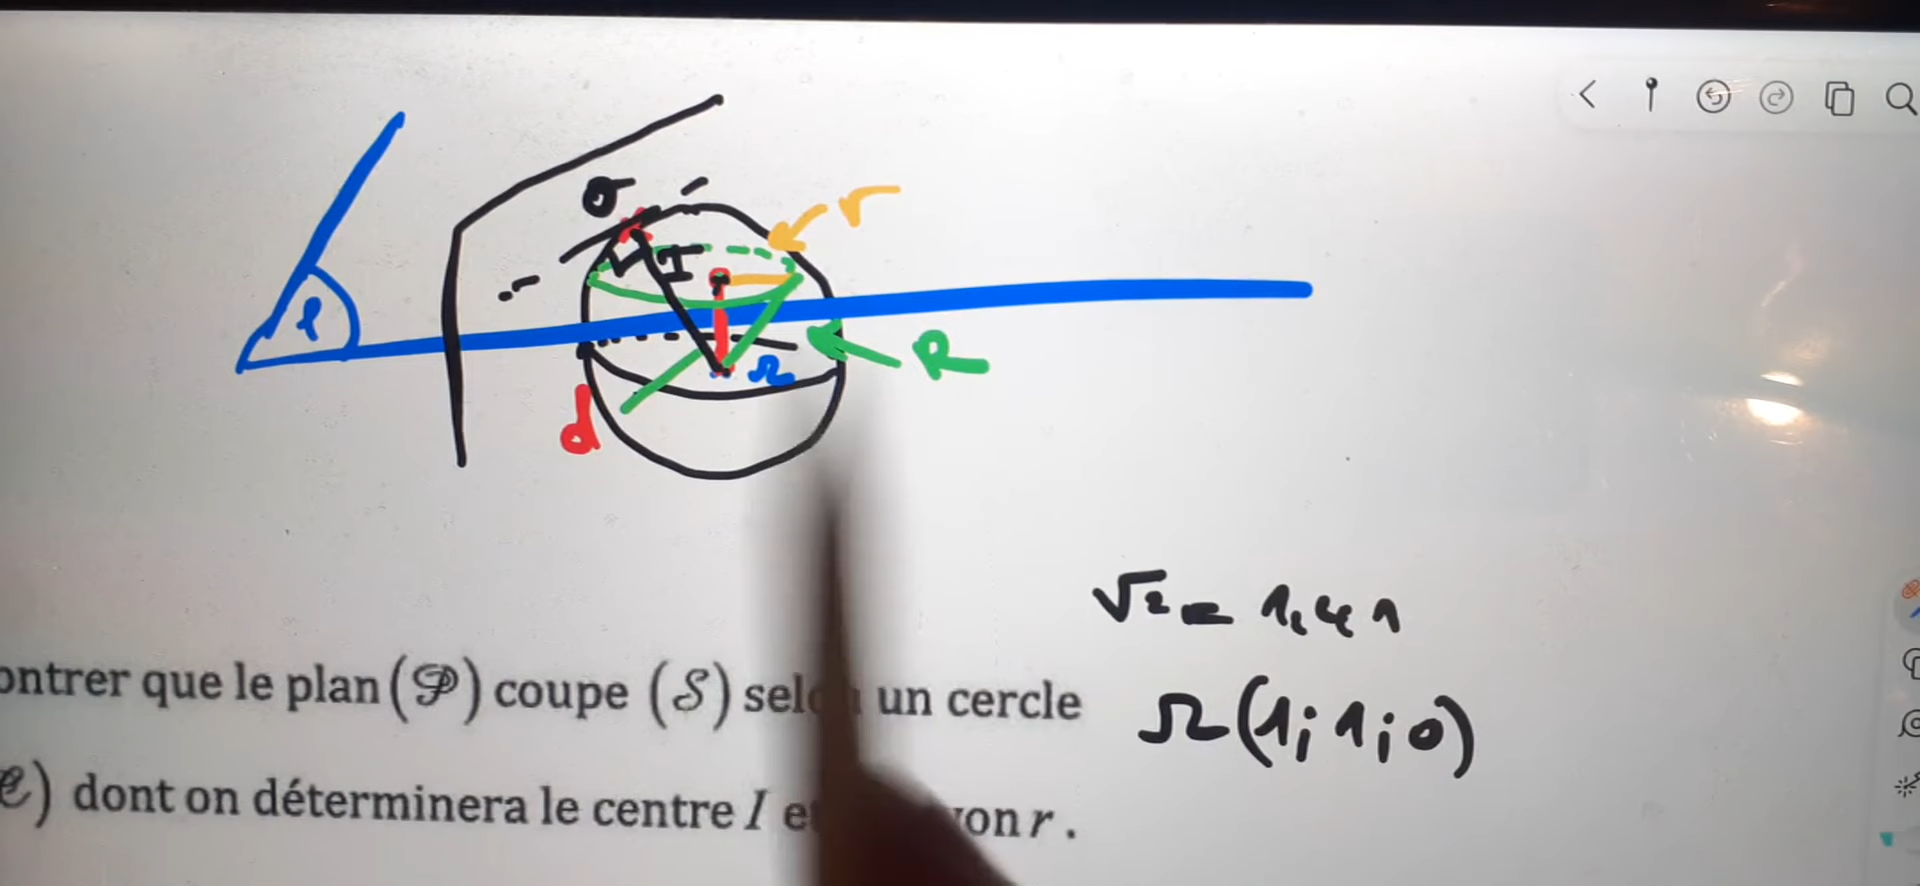 O
r
I
P
R
Ω
d
√2 = 1,41
ontrer que le plan (𝒫) coupe (𝒮) sel un cercle
Ω(1;1;0)
𝒞) dont on déterminera le centre I e yon r .